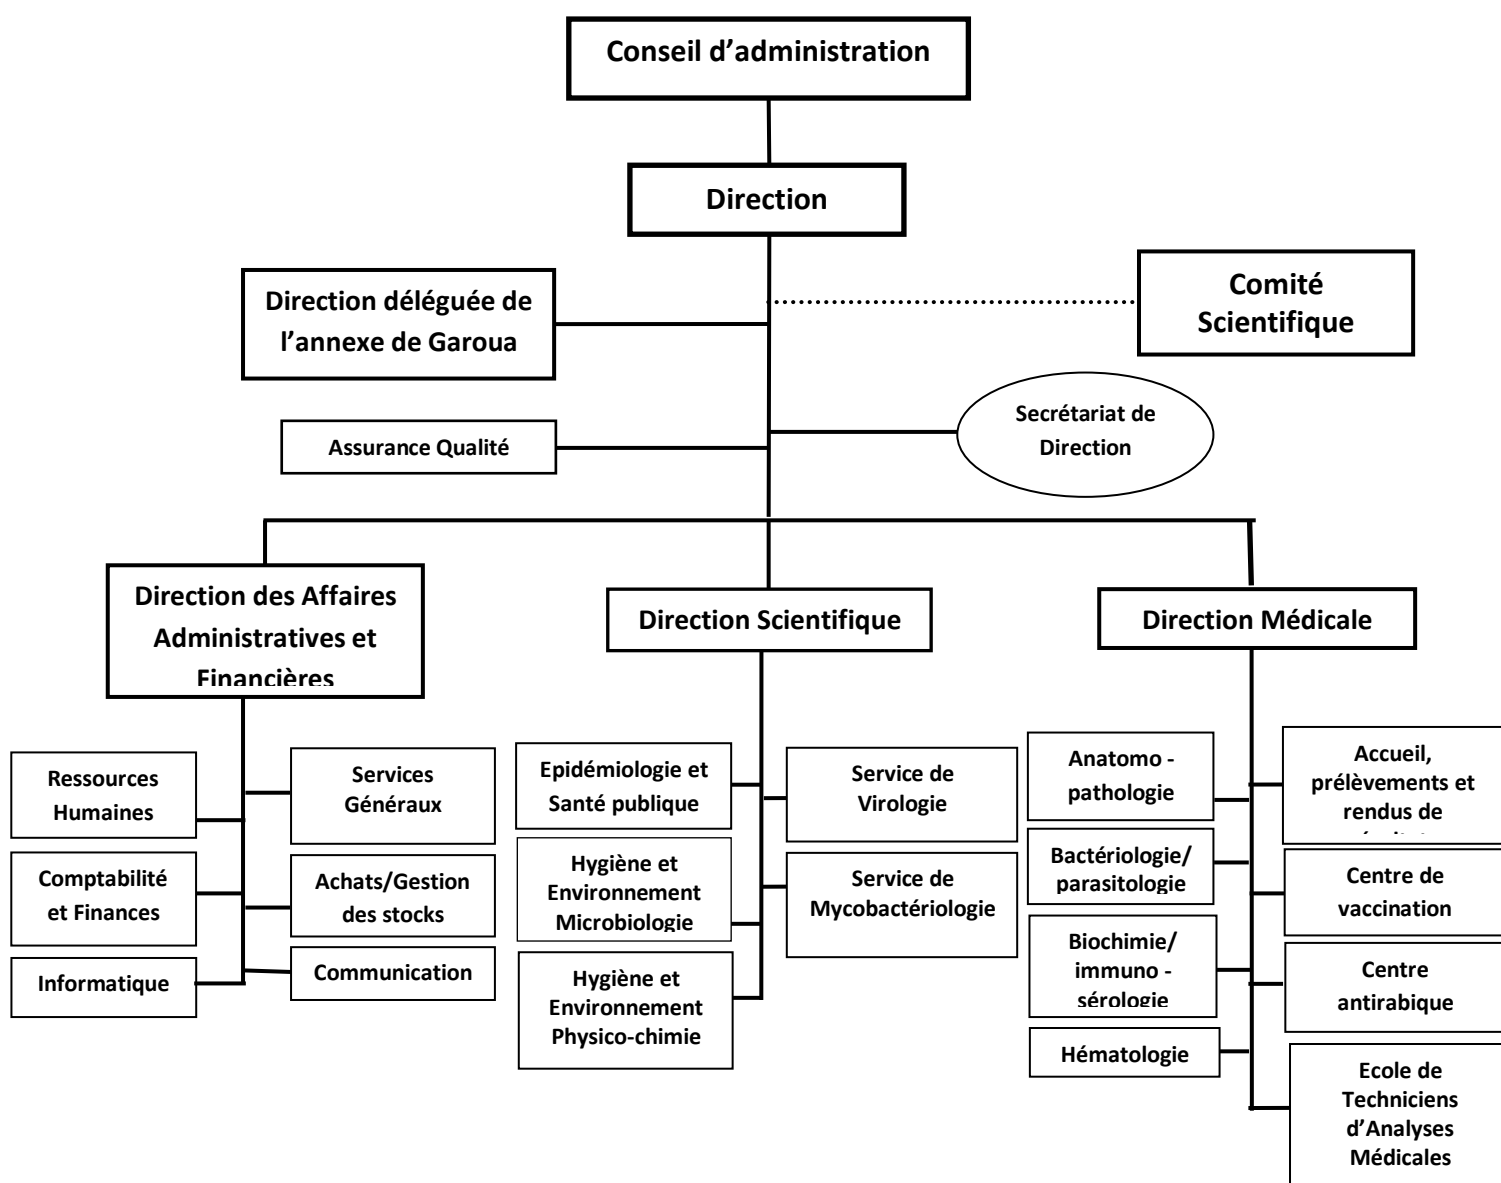 Conseil d’administration
Direction
Direction déléguée de
l’annexe de Garoua
Comité
Scientifique
Secrétariat de
Direction
Assurance Qualité
Direction des Affaires
Administratives et
Financières
Direction Scientifique
Direction Médicale
Ressources
Humaines
Services
Généraux
Comptabilité
et Finances
Achats/Gestion
des stocks
Informatique
Communication
Epidémiologie et
Santé publique
Service de
Virologie
Hygiène et
Environnement
Microbiologie
Service de
Mycobactériologie
Hygiène et
Environnement
Physico-chimie
Anatomo -
pathologie
Accueil,
prélèvements et
rendus de
Bactériologie/
parasitologie
Centre de
vaccination
Biochimie/
immuno -
sérologie
Centre
antirabique
Hématologie
Ecole de
Techniciens
d’Analyses
Médicales